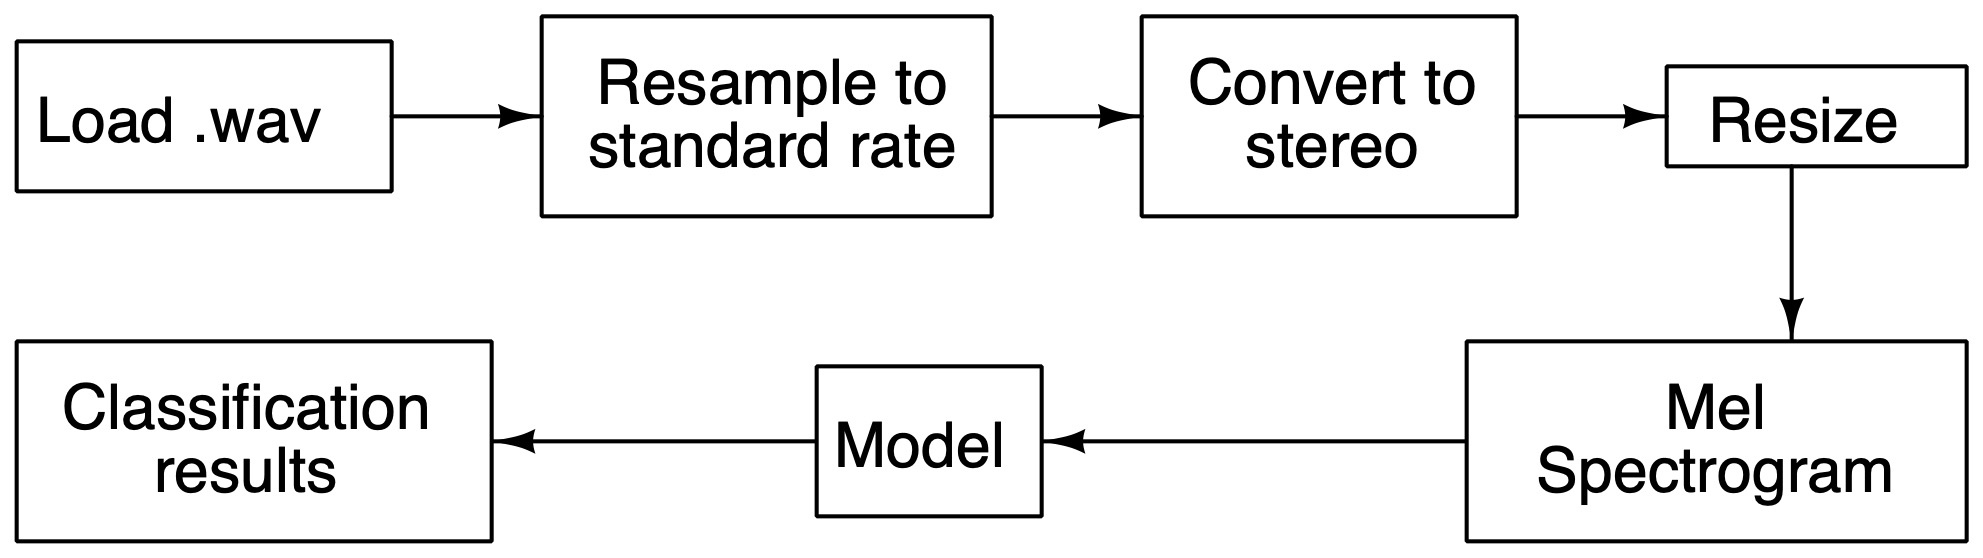 Load .wav
Resample to
standard rate
Convert to
stereo
Resize
Mel
Spectrogram
Model
Classification
results